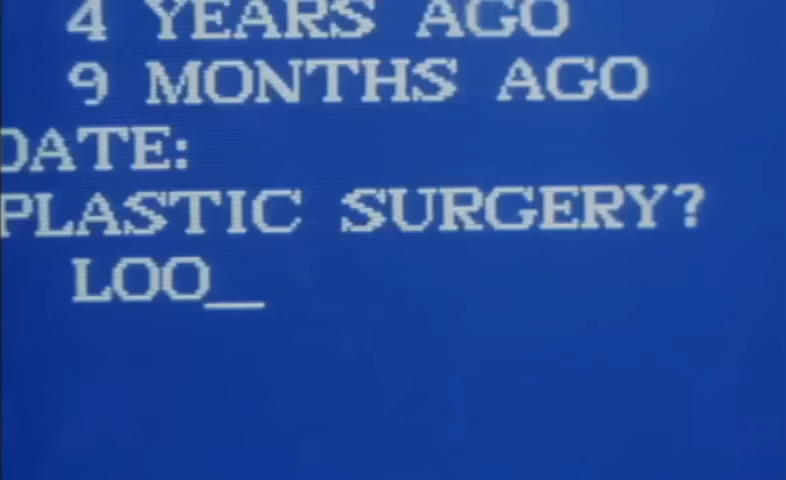 4 YEARS AGO
9 MONTHS AGO
DATE:
PLASTIC SURGERY?
LOO_